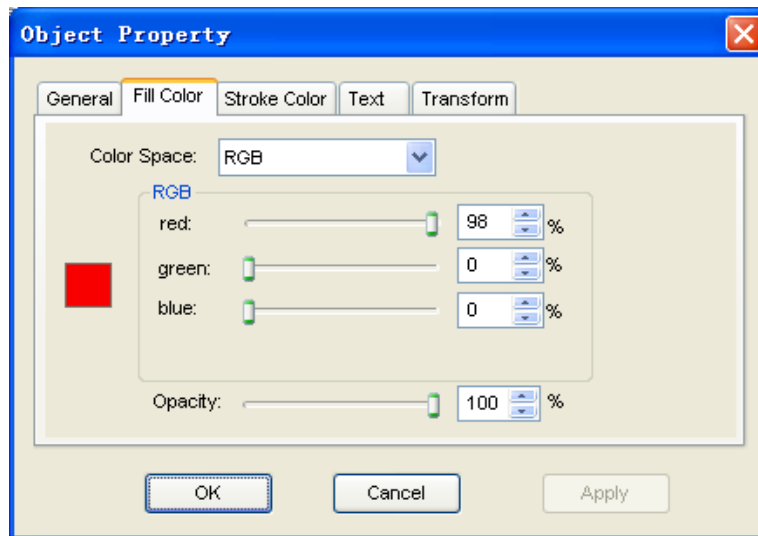 Object Property
General Fill Color Stroke Color Text Transform
Color Space: RGB
RGB
red: 98 %
green: 0 %
blue: 0 %
Opacity: 100 %
OK Cancel Apply